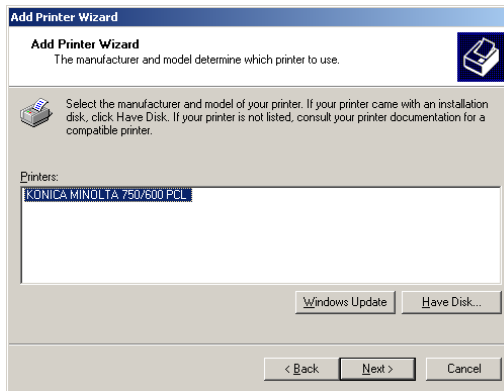 Add Printer Wizard
Add Printer Wizard
The manufacturer and model determine which printer to use.
Select the manufacturer and model of your printer. If your printer came with an installation
disk, click Have Disk. If your printer is not listed, consult your printer documentation for a
compatible printer.
Printers:
KONICA MINOLTA 750/600 PCL
Windows Update
Have Disk...
< Back
Next >
Cancel